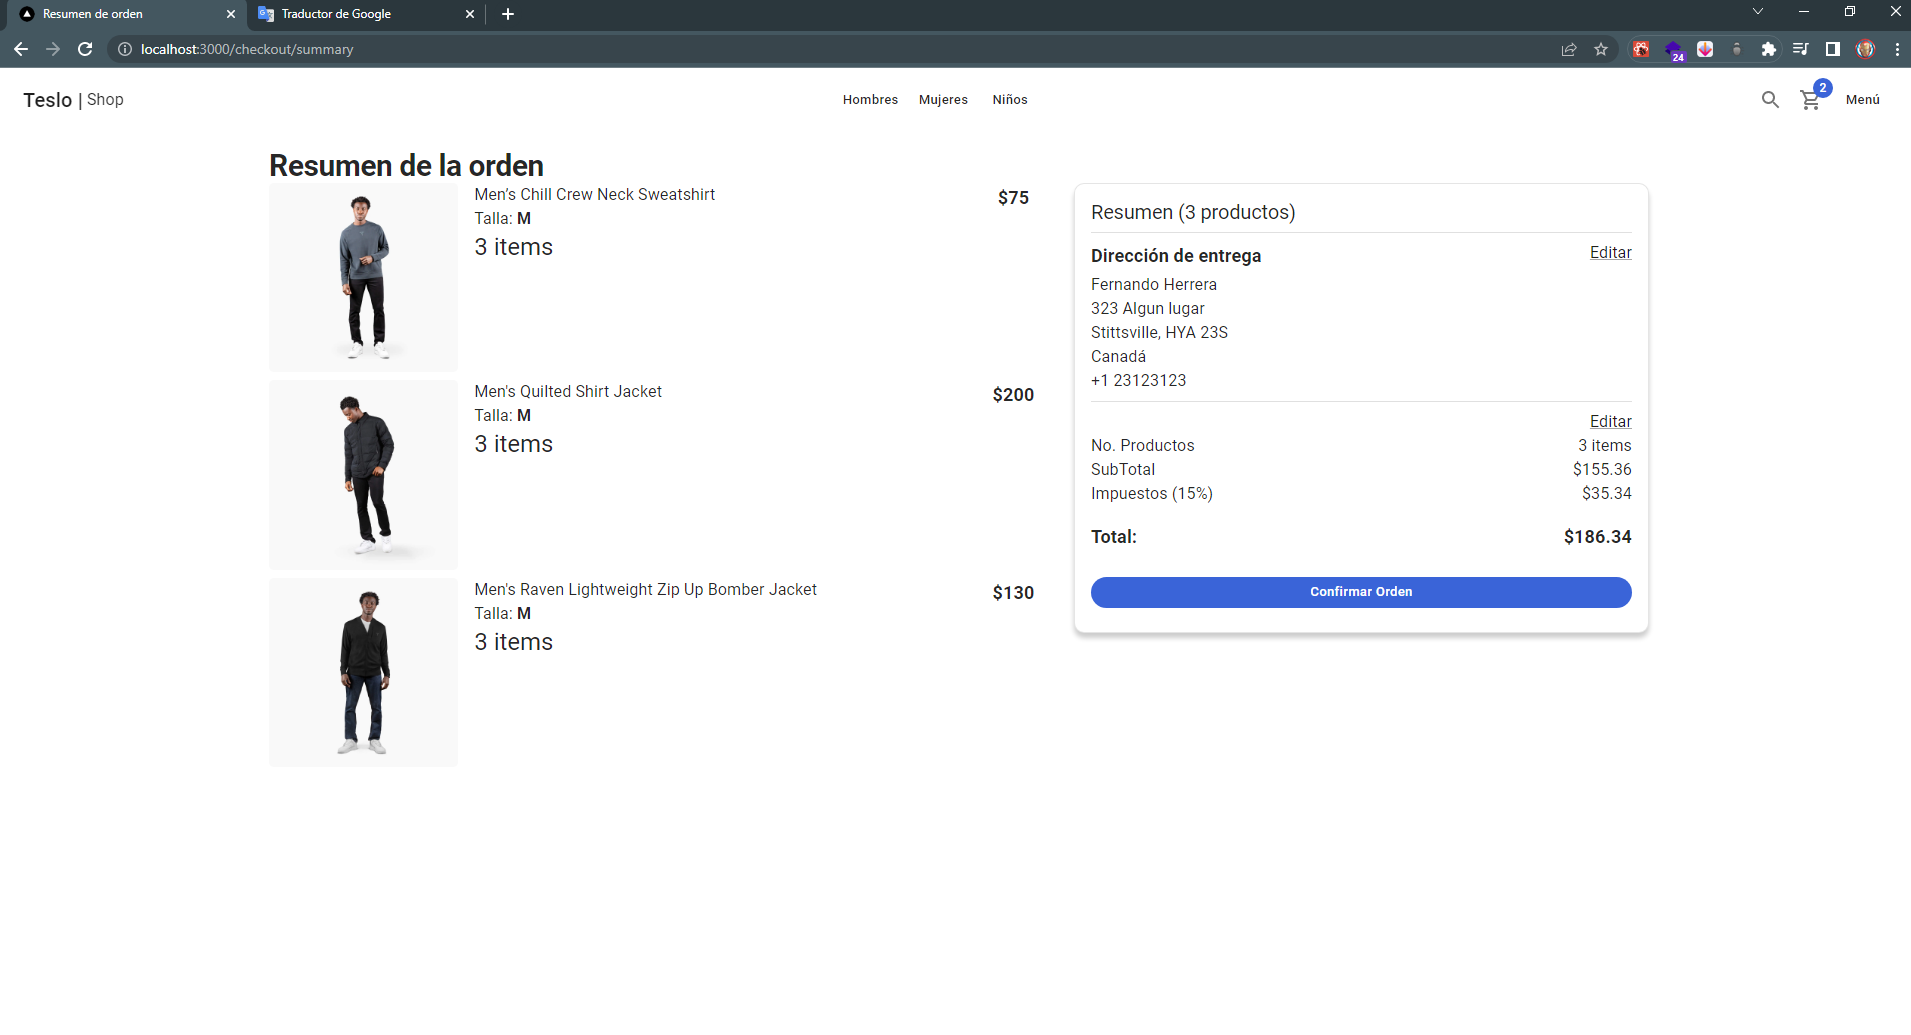 Resumen de orden
Traductor de Google
localhost:3000/checkout/summary
24
Teslo | Shop
Hombres Mujeres Niños
2
Menú
Resumen de la orden
Men's Chill Crew Neck Sweatshirt
$75
Talla: M
3 items
Men's Quilted Shirt Jacket
$200
Talla: M
3 items
Men's Raven Lightweight Zip Up Bomber Jacket
$130
Talla: M
3 items
Resumen (3 productos)
Dirección de entrega
Editar
Fernando Herrera
323 Algun lugar
Stittsville, HYA 23S
Canadá
+1 23123123
Editar
No. Productos 3 items
SubTotal $155.36
Impuestos (15%) $35.34
Total: $186.34
Confirmar Orden